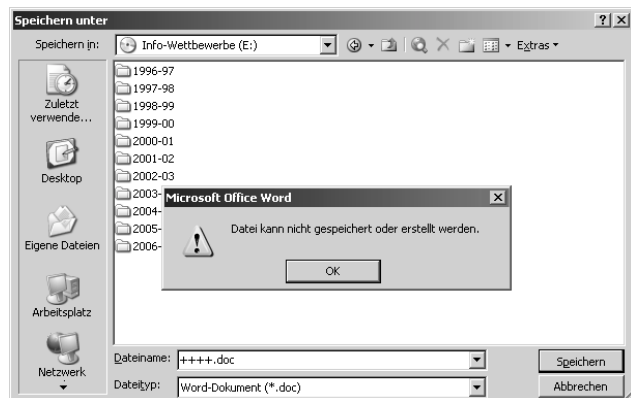 Speichern unter
Speichern in:
Info-Wettbewerbe (E:)
Extras
Zuletzt
verwende...
Desktop
Eigene Dateien
Arbeitsplatz
Netzwerk
1996-97
1997-98
1998-99
1999-00
2000-01
2001-02
2002-03
2003-
2004-
2005-
2006-
Microsoft Office Word
Datei kann nicht gespeichert oder erstellt werden.
OK
Dateiname:
++++.doc
Speichern
Dateityp:
Word-Dokument (*.doc)
Abbrechen